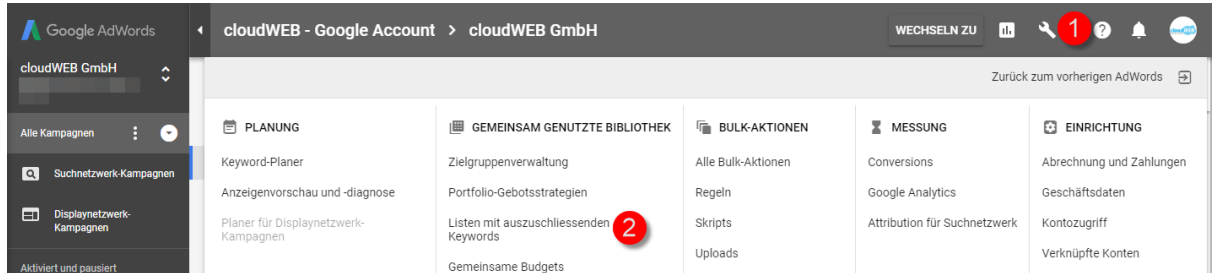 Google AdWords
cloudWEB - Google Account > cloudWEB GmbH
WECHSELN ZU
1
cloudWEB GmbH
Zurück zum vorherigen AdWords
Alle Kampagnen
Suchnetzwerk-Kampagnen
Displaynetzwerk-
Kampagnen
Aktiviert und pausiert
PLANUNG
Keyword-Planer
Anzeigenvorschau und -diagnose
Planer für Displaynetzwerk-
Kampagnen
GEMEINSAM GENUTZTE BIBLIOTHEK
Zielgruppenverwaltung
Portfolio-Gebotsstrategien
Listen mit auszuschliessenden
Keywords
2
Gemeinsame Budgets
BULK-AKTIONEN
Alle Bulk-Aktionen
Regeln
Skripts
Uploads
MESSUNG
Conversions
Google Analytics
Attribution für Suchnetzwerk
EINRICHTUNG
Abrechnung und Zahlungen
Geschäftsdaten
Kontozugriff
Verknüpfte Konten